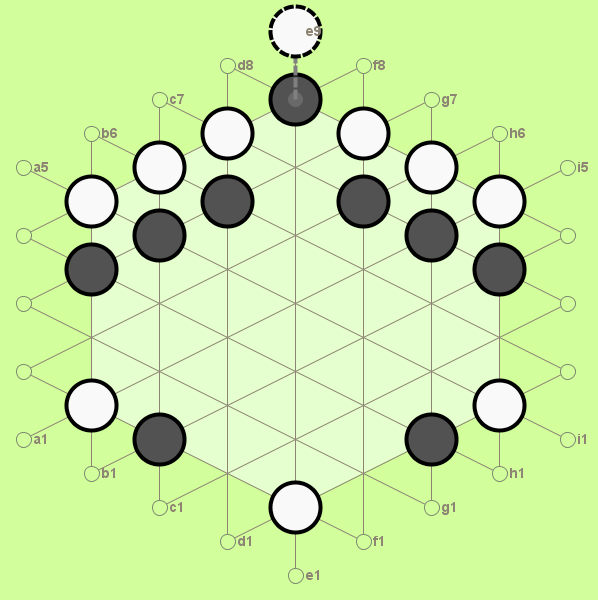 e9
d8 f8
c7 g7
b6 h6
a5 i5
a1 i1
b1 h1
c1 g1
d1 f1
e1